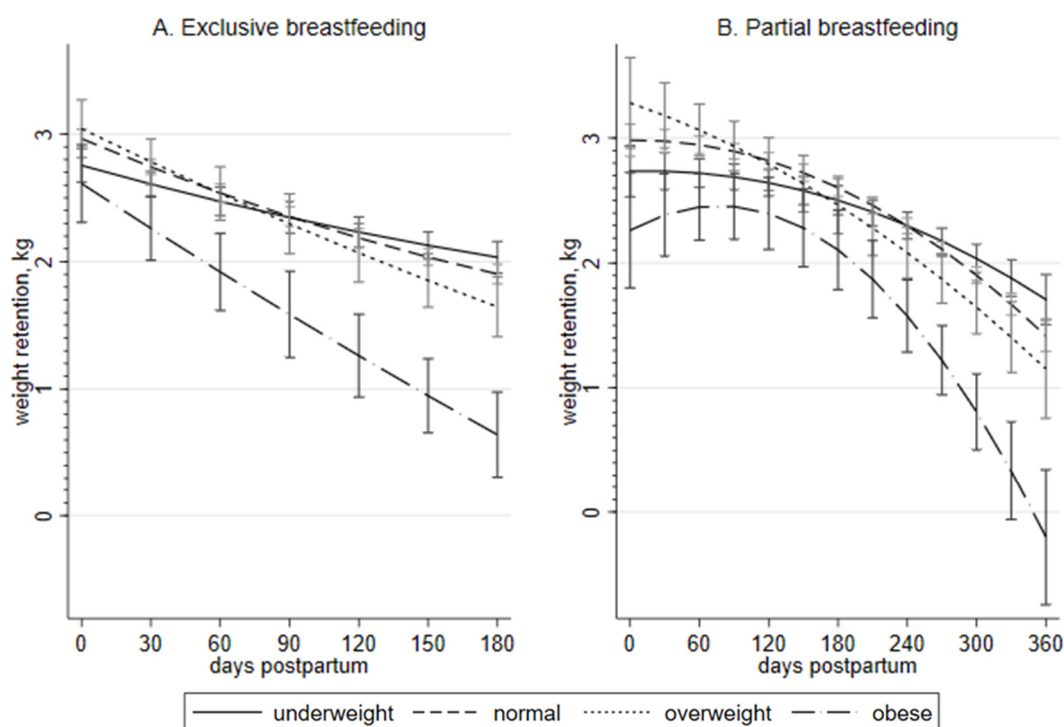 A. Exclusive breastfeeding
weight retention, kg
3
2
1
0
0 30 60 90 120 150 180
days postpartum
B. Partial breastfeeding
weight retention, kg
3
2
1
0
0 60 120 180 240 300 360
days postpartum
underweight normal overweight obese